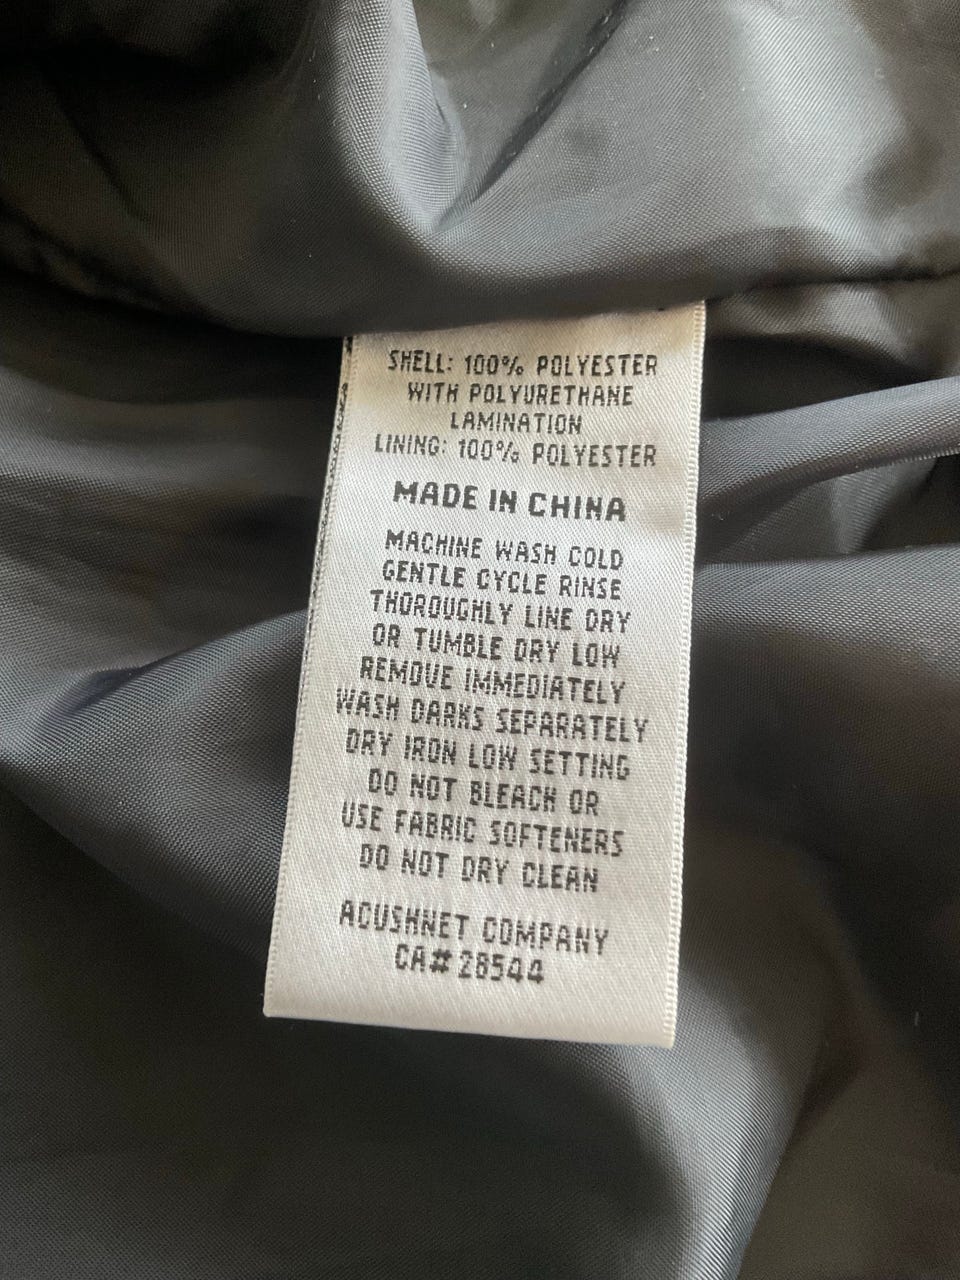 SHELL: 100% POLYESTER
WITH POLYURETHANE
LAMINATION
LINING: 100% POLYESTER
MADE IN CHINA
MACHINE WASH COLD
GENTLE CYCLE RINSE
THOROUGHLY LINE DRY
OR TUMBLE DRY LOW
REMOVE IMMEDIATELY
WASH DARKS SEPARATELY
DRY IRON LOW SETTING
DO NOT BLEACH OR
USE FABRIC SOFTENERS
DO NOT DRY CLEAN
ACUSHNET COMPANY
CA# 28544